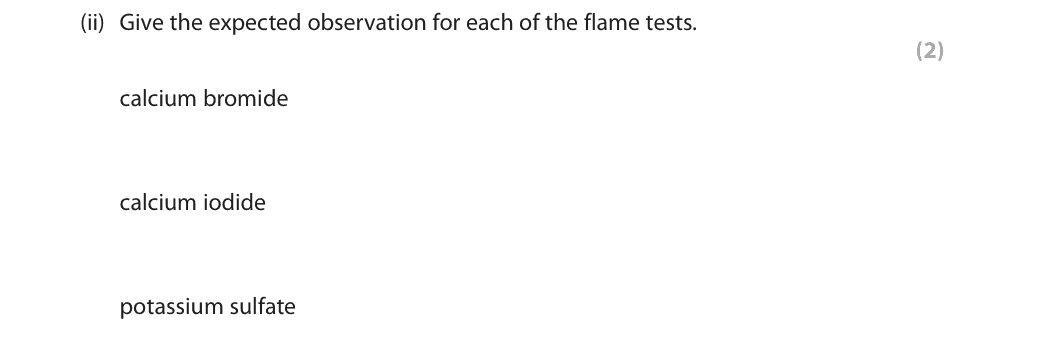 (ii) Give the expected observation for each of the flame tests.
(2)
calcium bromide
calcium iodide
potassium sulfate